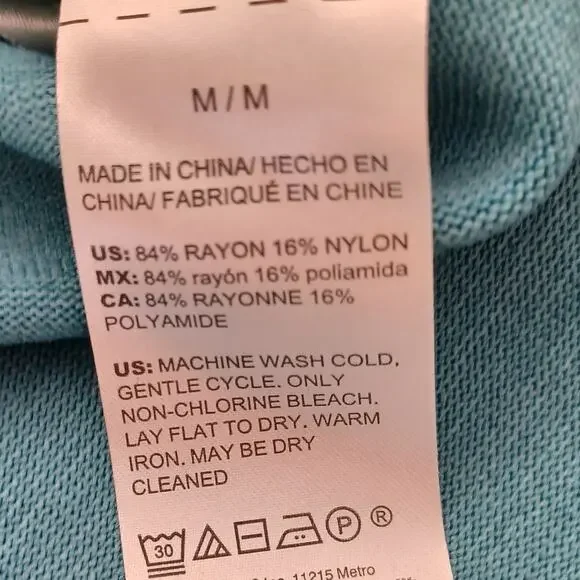 M / M
MADE IN CHINA/ HECHO EN
CHINA/ FABRIQUÉ EN CHINE
US: 84% RAYON 16% NYLON
MX: 84% rayón 16% poliamida
CA: 84% RAYONNE 16%
POLYAMIDE
US: MACHINE WASH COLD,
GENTLE CYCLE. ONLY
NON-CHLORINE BLEACH.
LAY FLAT TO DRY. WARM
IRON. MAY BE DRY
CLEANED
30 P ®
11215 Metro